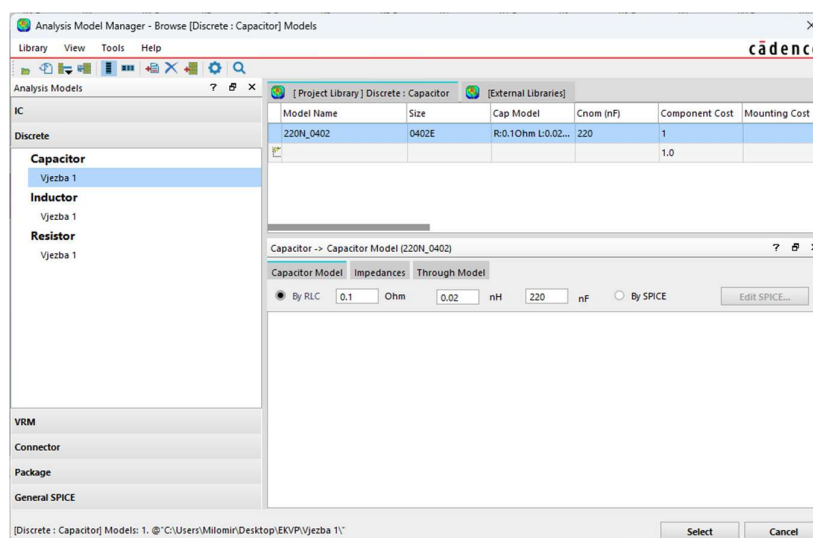 Analysis Model Manager - Browse [Discrete : Capacitor] Models
Library View Tools Help
cādence
Analysis Models ?
[ Project Library ] Discrete : Capacitor [External Libraries]
IC
Model Name Size Cap Model Cnom (nF) Component Cost Mounting Cost
Discrete
220N_0402 0402E R:0.1Ohm L:0.02... 220 1
1.0
Capacitor
Vjezba 1
Inductor
Vjezba 1
Resistor
Vjezba 1
Capacitor -> Capacitor Model (220N_0402) ?
Capacitor Model Impedances Through Model
By RLC 0.1 Ohm 0.02 nH 220 nF By SPICE Edit SPICE...
VRM
Connector
Package
General SPICE
[Discrete : Capacitor] Models: 1. @"C:\Users\Milomir\Desktop\EKVP\Vjezba 1\"
Select Cancel